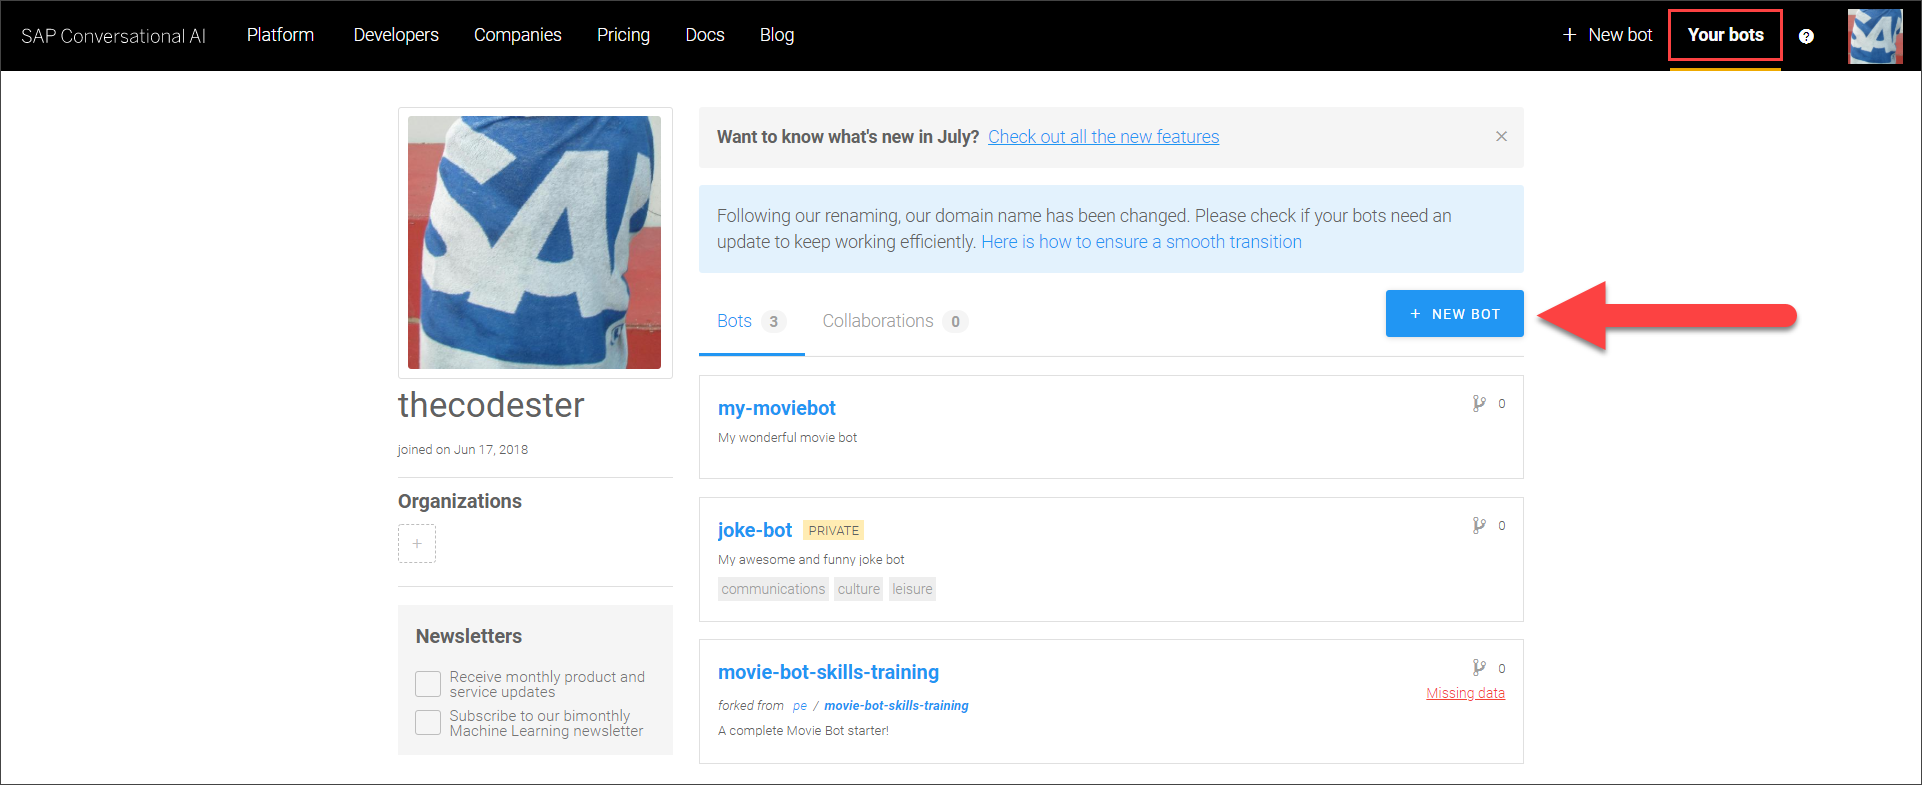 SAP Conversational AI
Platform
Developers
Companies
Pricing
Docs
Blog
+ New bot
Your bots
?
Want to know what's new in July? Check out all the new features
×
Following our renaming, our domain name has been changed. Please check if your bots need an
update to keep working efficiently. Here is how to ensure a smooth transition
Bots 3
Collaborations 0
+ NEW BOT
SA
thecodester
joined on Jun 17, 2018
Organizations
+
Newsletters
Receive monthly product and
service updates
Subscribe to our bimonthly
Machine Learning newsletter
my-moviebot
0
My wonderful movie bot
joke-bot PRIVATE
0
My awesome and funny joke bot
communications culture leisure
movie-bot-skills-training
0
Missing data
forked from pe / movie-bot-skills-training
A complete Movie Bot starter!